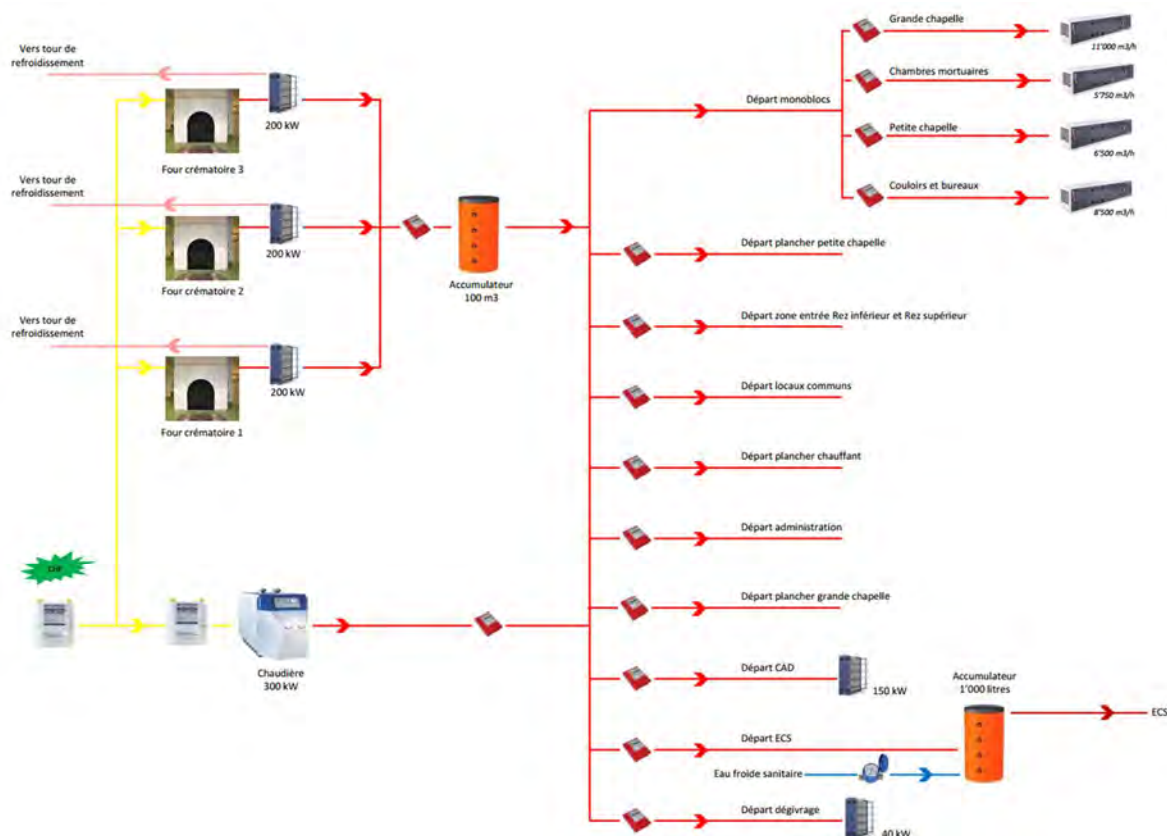 Vers tour de
refroidissement
200 kW
Four crématoire 3
Vers tour de
refroidissement
200 kW
Four crématoire 2
Vers tour de
refroidissement
200 kW
Four crématoire 1
Accumulateur
100 m3
Chaudière
300 kW
Départ monoblocs
Grande chapelle
11'000 m3/h
Chambres mortuaires
5'750 m3/h
Petite chapelle
6'500 m3/h
Couloirs et bureaux
8'500 m3/h
Départ plancher petite chapelle
Départ zone entrée Rez inférieur et Rez supérieur
Départ locaux communs
Départ plancher chauffant
Départ administration
Départ plancher grande chapelle
Départ CAD
150 kW
Accumulateur
1'000 litres
ECS
Départ ECS
Eau froide sanitaire
Départ dégivrage
40 kW